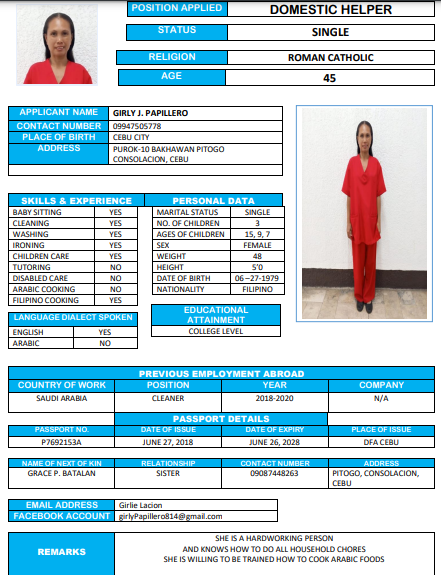 POSITION APPLIED DOMESTIC HELPER
STATUS SINGLE
RELIGION ROMAN CATHOLIC
AGE 45
APPLICANT NAME GIRLY J. PAPILLERO
CONTACT NUMBER 09947505778
PLACE OF BIRTH CEBU CITY
ADDRESS PUROK-10 BAKHAWAN PITOGO
CONSOLACION, CEBU
SKILLS & EXPERIENCE
BABY SITTING YES
CLEANING YES
WASHING YES
IRONING YES
CHILDREN CARE YES
TUTORING NO
DISABLED CARE NO
ARABIC COOKING NO
FILIPINO COOKING YES
LANGUAGE DIALECT SPOKEN
ENGLISH YES
ARABIC NO
PERSONAL DATA
MARITAL STATUS SINGLE
NO. OF CHILDREN 3
AGES OF CHILDREN 15, 9, 7
SEX FEMALE
WEIGHT 48
HEIGHT 5'0
DATE OF BIRTH 06 –27-1979
NATIONALITY FILIPINO
EDUCATIONAL
ATTAINMENT
COLLEGE LEVEL
PREVIOUS EMPLOYMENT ABROAD
COUNTRY OF WORK POSITION YEAR COMPANY
SAUDI ARABIA CLEANER 2018-2020 N/A
PASSPORT DETAILS
PASSPORT NO. DATE OF ISSUE DATE OF EXPIRY PLACE OF ISSUE
P7692153A JUNE 27, 2018 JUNE 26, 2028 DFA CEBU
NAME OF NEXT OF KIN RELATIONSHIP CONTACT NUMBER ADDRESS
GRACE P. BATALAN SISTER 09087448263 PITOGO, CONSOLACION,
CEBU
EMAIL ADDRESS Girlie Lacion
FACEBOOK ACCOUNT girlyPapillero814@gmail.com
REMARKS
SHE IS A HARDWORKING PERSON
AND KNOWS HOW TO DO ALL HOUSEHOLD CHORES
SHE IS WILLING TO BE TRAINED HOW TO COOK ARABIC FOODS